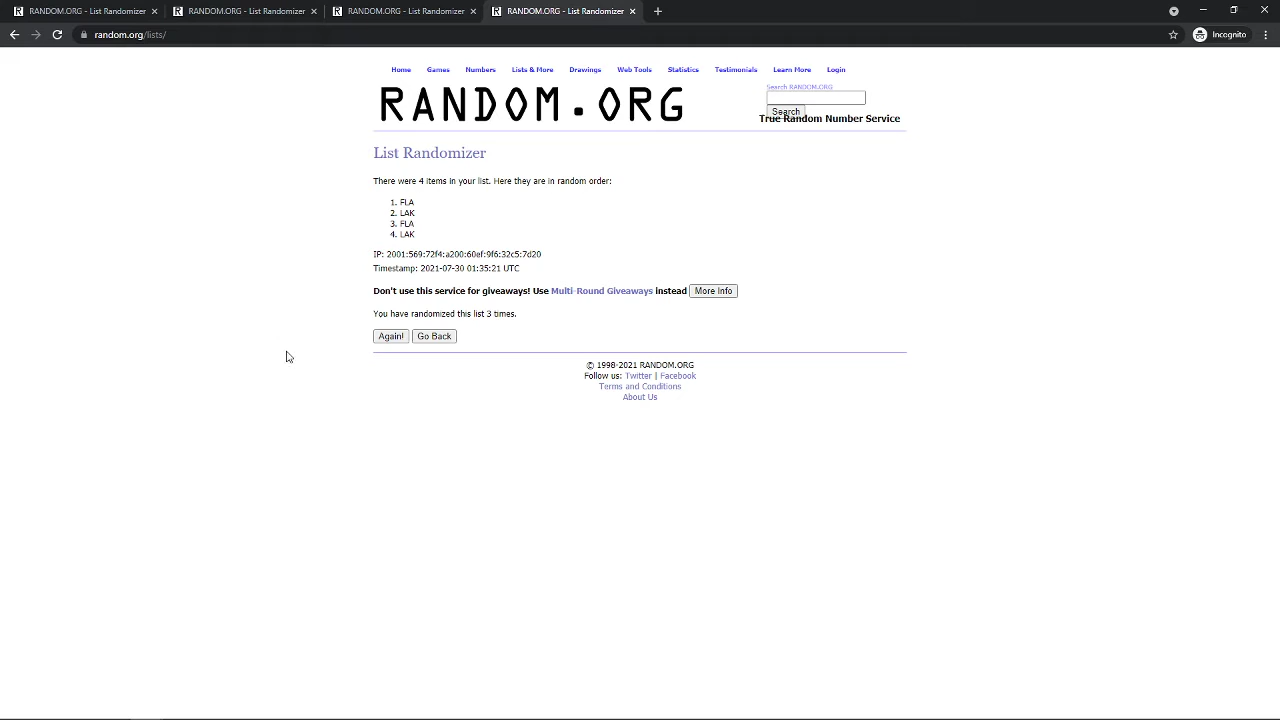 RANDOM.ORG - List Randomizer
RANDOM.ORG - List Randomizer
RANDOM.ORG - List Randomizer
RANDOM.ORG - List Randomizer
random.org/lists/
Incognito
Home Games Numbers Lists & More Drawings Web Tools Statistics Testimonials Learn More Login
RANDOM.ORG
Search RANDOM.ORG
Search
True Random Number Service
List Randomizer
There were 4 items in your list. Here they are in random order:
1. FLA
2. LAK
3. FLA
4. LAK
IP: 2001:569:72f4:a200:60ef:9f6:32c5:7d20
Timestamp: 2021-07-30 01:35:21 UTC
Don't use this service for giveaways! Use Multi-Round Giveaways instead More Info
You have randomized this list 3 times.
Again! Go Back
© 1998-2021 RANDOM.ORG
Follow us: Twitter | Facebook
Terms and Conditions
About Us